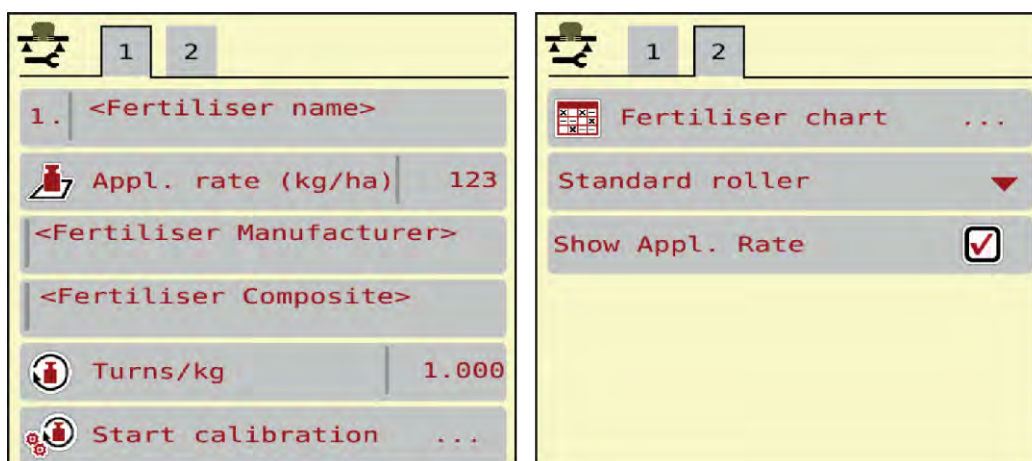 1 2
1. <Fertiliser name>
Appl. rate (kg/ha) 123
<Fertiliser Manufacturer>
<Fertiliser Composite>
Turns/kg 1.000
Start calibration ...
1 2
Fertiliser chart ...
Standard roller
Show Appl. Rate